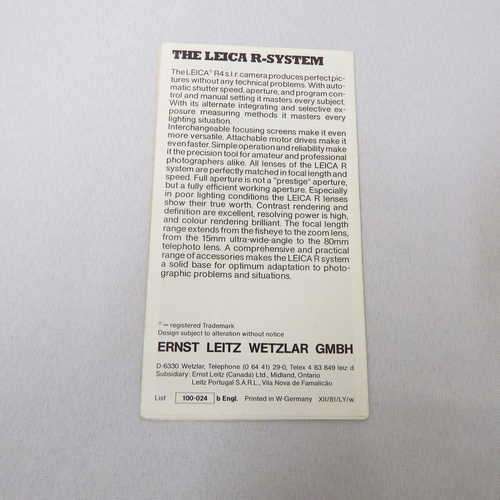 THE LEICA R-SYSTEM
The LEICA® R4 s.l.r. camera produces perfect pic-
tures without any technical problems. With auto-
matic shutter speed, aperture, and program con-
trol and manual setting it masters every subject.
With its alternate integrating and selective ex-
posure measuring methods it masters every
lighting situation.
Interchangeable focusing screens make it even
more versatile. Attachable motor drives make it
even faster. Simple operation and reliability make
it the precision tool for amateur and professional
photographers alike. All lenses of the LEICA R
system are perfectly matched in focal length and
speed. Full aperture is not a "prestige" aperture,
but a fully efficient working aperture. Especially
in poor lighting conditions the LEICA R lenses
show their true worth. Contrast rendering and
definition are excellent, resolving power is high,
and colour rendering brilliant. The focal length
range extends from the fisheye to the zoom lens,
from the 15mm ultra-wide-angle to the 80mm
telephoto lens. A comprehensive and practical
range of accessories makes the LEICA R system
a solid base for optimum adaptation to photo-
graphic problems and situations.
® = registered Trademark
Design subject to alteration without notice
ERNST LEITZ WETZLAR GMBH
D-6330 Wetzlar, Telephone (0 64 41) 29-0, Telex 4 83 849 leiz d
Subsidiary: Ernst Leitz (Canada) Ltd., Midland, Ontario
Leitz Portugal S.A.R.L., Vila Nova de Famalicão
List 100-024 b Engl. Printed in W-Germany XII/81/LY/w